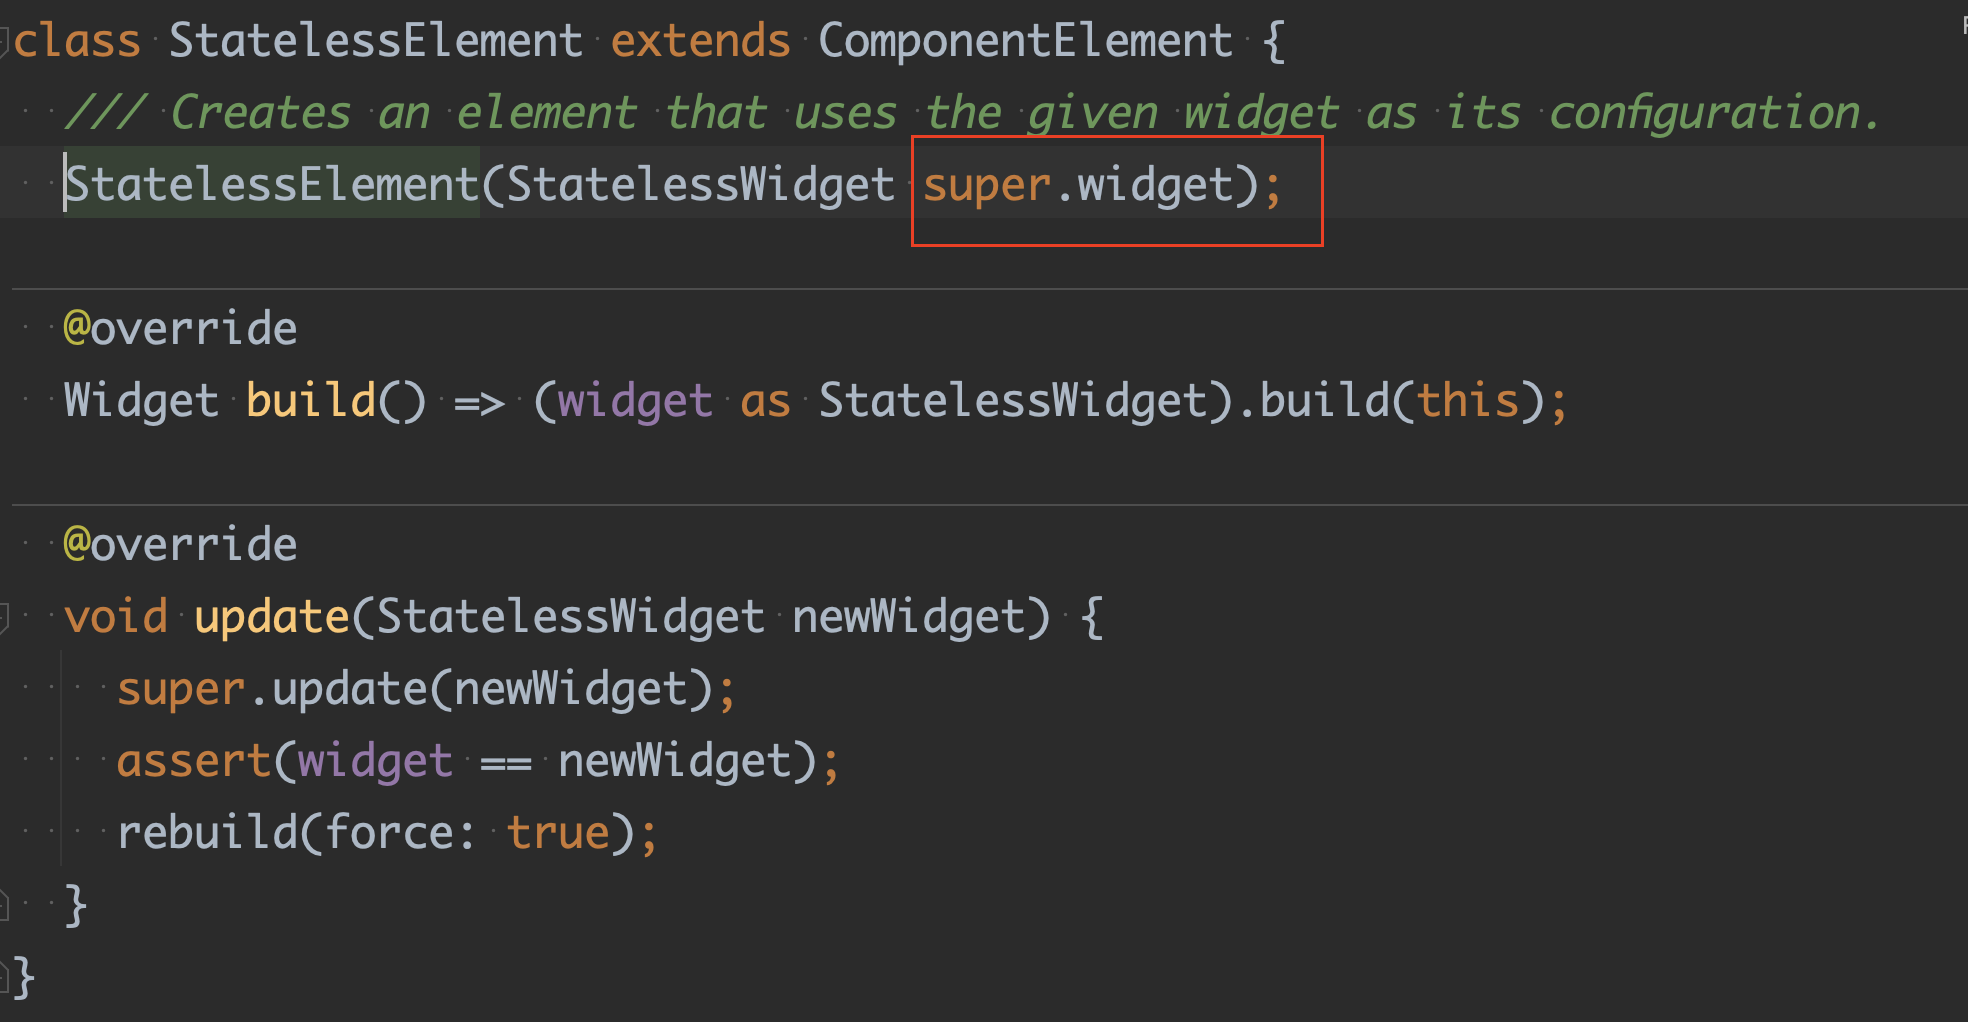 class StatelessElement extends ComponentElement {
/// Creates an element that uses the given widget as its configuration.
StatelessElement(StatelessWidget super.widget);
@override
Widget build() => (widget as StatelessWidget).build(this);
@override
void update(StatelessWidget newWidget) {
super.update(newWidget);
assert(widget == newWidget);
rebuild(force: true);
}
}